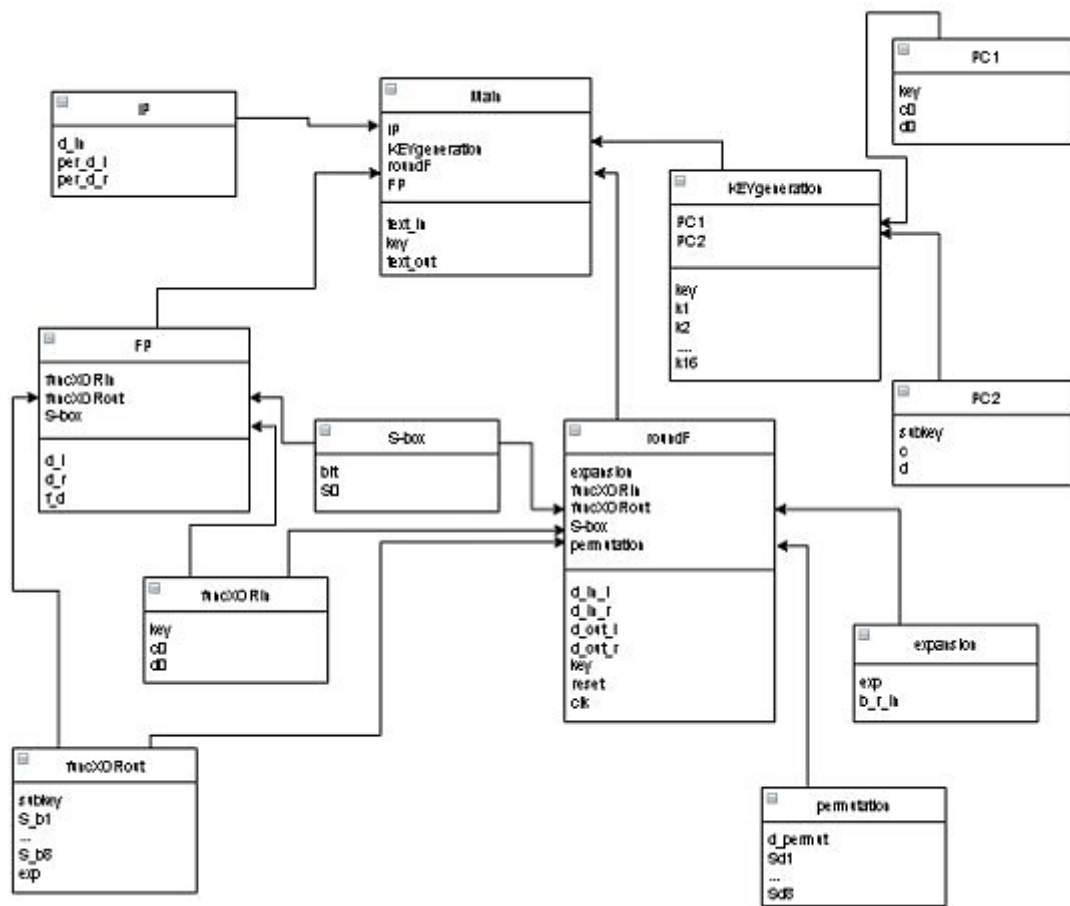 IP
d_in
per_d_l
per_d_r
Main
IP
KEYgeneration
roundF
FP
text_in
key
text_out
PC1
key
c0
d0
KEYgeneration
PC1
PC2
key
k1
k2
....
k16
PC2
subkey
c
d
FP
funcXORin
funcXORout
S-box
d_l
d_r
f_d
S-box
bit
S0
roundF
expansion
funcXORin
funcXORout
S-box
permutation
d_in_l
d_in_r
d_out_l
d_out_r
key
reset
clk
funcXORin
key
c0
d0
expansion
exp
b_r_in
funcXORout
subkey
S_b1
...
S_b8
exp
permutation
d_permut
Sd1
...
Sd8